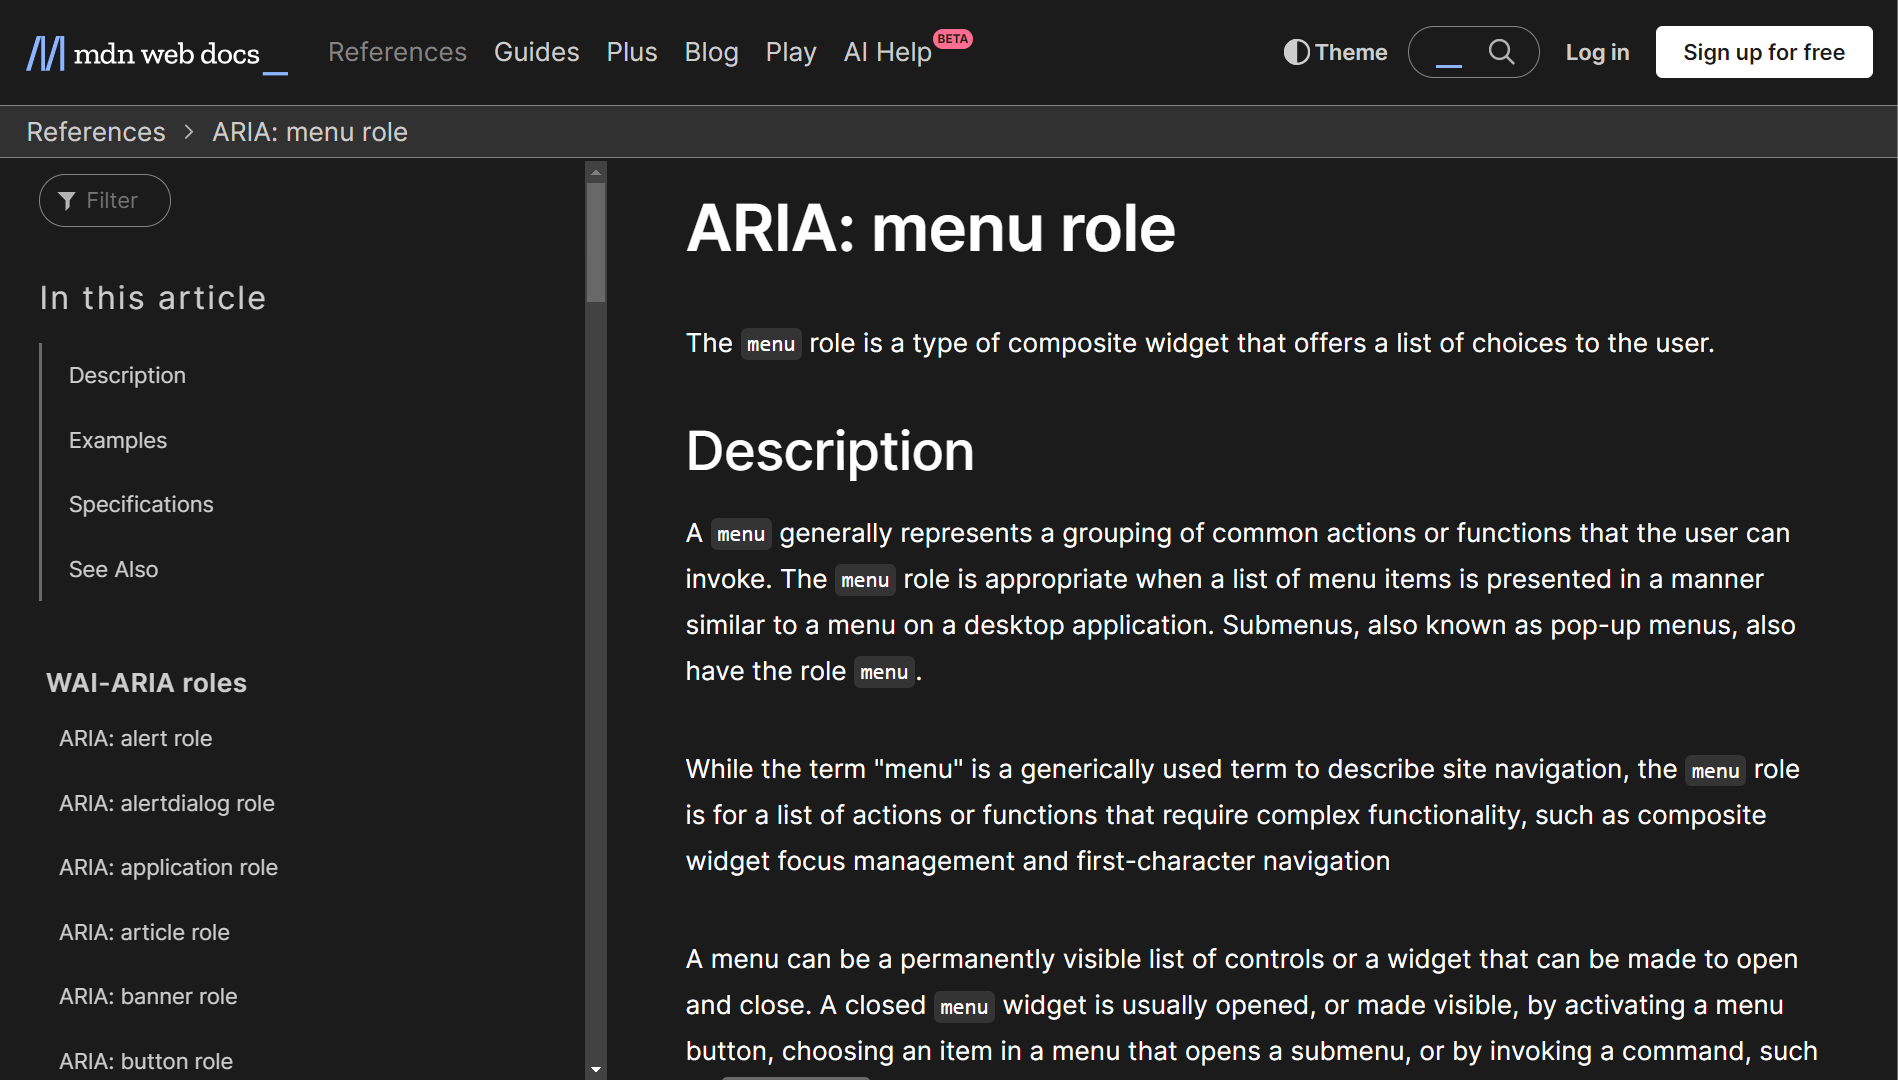 mdn web docs_
References Guides Plus Blog Play AI Help BETA
Theme Log in Sign up for free
References > ARIA: menu role
Filter
In this article
Description
Examples
Specifications
See Also
WAI-ARIA roles
ARIA: alert role
ARIA: alertdialog role
ARIA: application role
ARIA: article role
ARIA: banner role
ARIA: button role
ARIA: menu role
The menu role is a type of composite widget that offers a list of choices to the user.
Description
A menu generally represents a grouping of common actions or functions that the user can
invoke. The menu role is appropriate when a list of menu items is presented in a manner
similar to a menu on a desktop application. Submenus, also known as pop-up menus, also
have the role menu.
While the term "menu" is a generically used term to describe site navigation, the menu role
is for a list of actions or functions that require complex functionality, such as composite
widget focus management and first-character navigation
A menu can be a permanently visible list of controls or a widget that can be made to open
and close. A closed menu widget is usually opened, or made visible, by activating a menu
button, choosing an item in a menu that opens a submenu, or by invoking a command, such